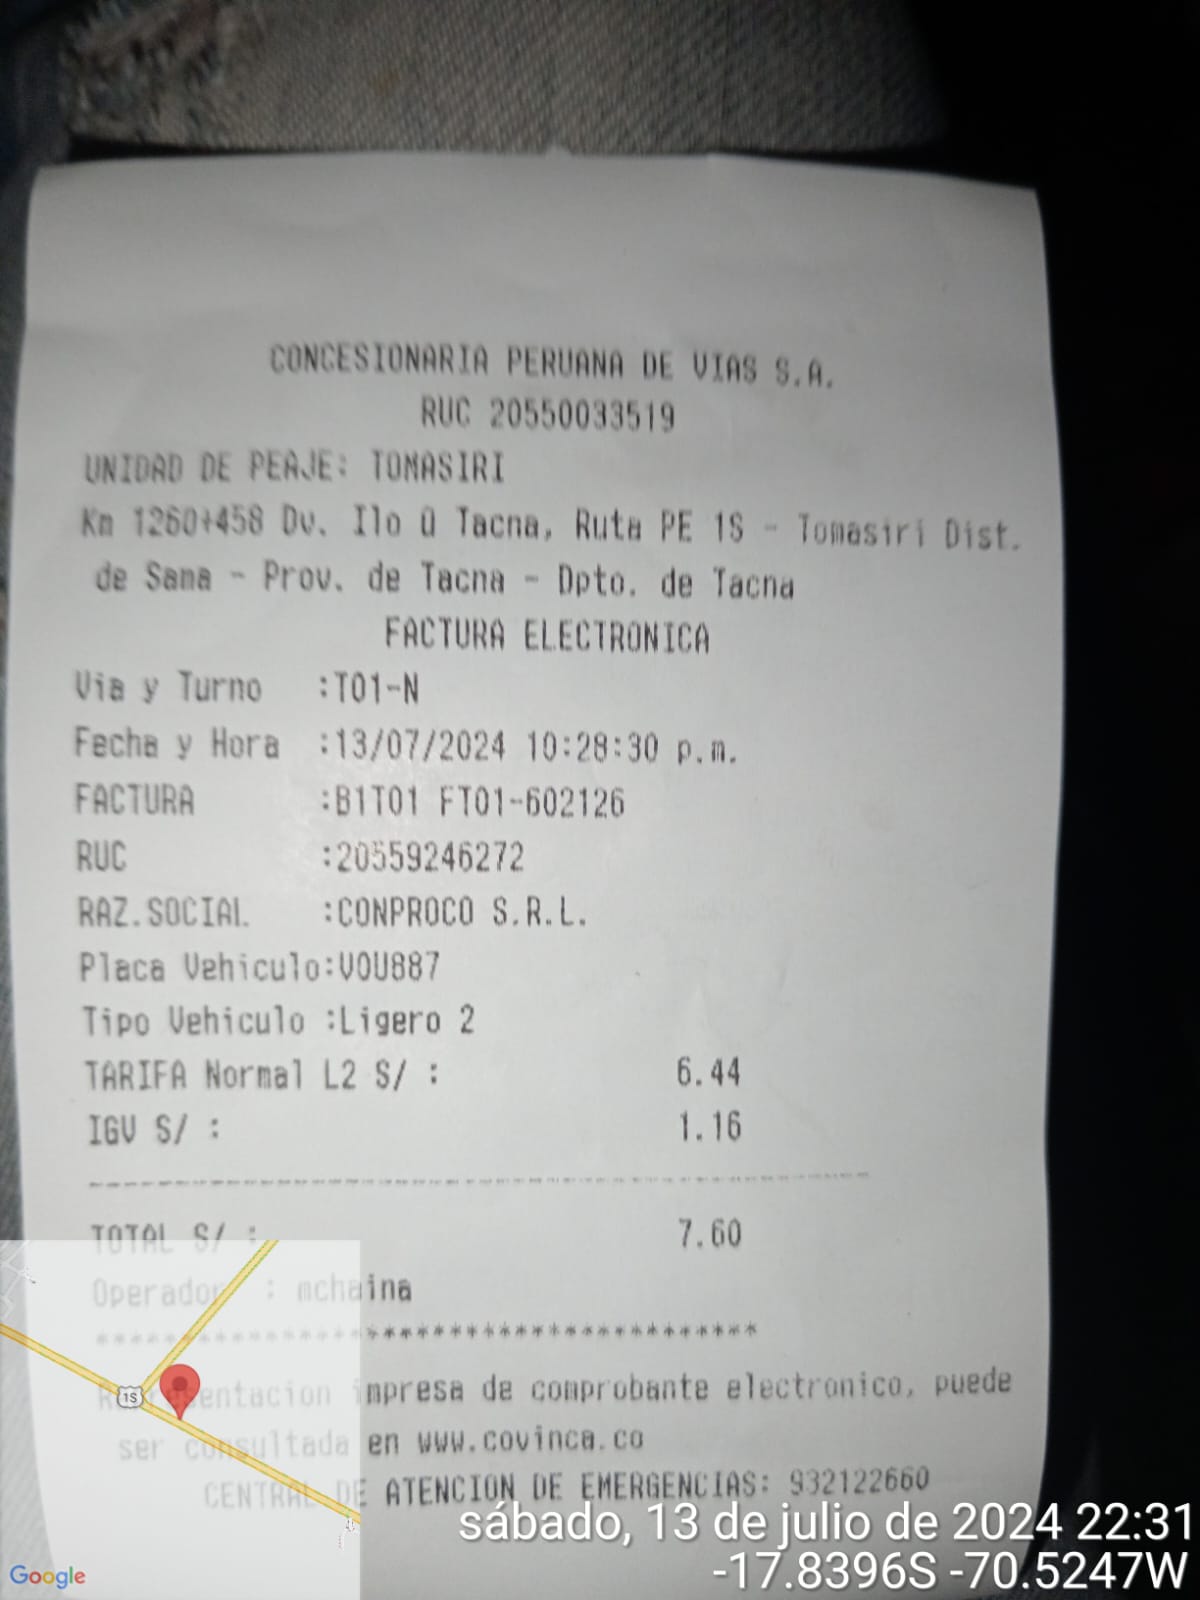 CONCESIONARIA PERUANA DE VIAS S.A.
RUC 20550033519
UNIDAD DE PEAJE: TOMASIRI
Km 1260+458 Dv. Ilo û Tacna, Ruta PE 1S - Tomasiri Dist.
de Sama - Prov. de Tacna - Dpto. de Tacna
FACTURA ELECTRONICA
Via y Turno :T01-N
Fecha y Hora :13/07/2024 10:28:30 p.m.
FACTURA :B1T01 FT01-602126
RUC :20559246272
RAZ.SOCIAL :CONPROCO S.R.L.
Placa Vehiculo:VOU887
Tipo Vehiculo :Ligero 2
TARIFA Normal L2 S/ : 6.44
IGV S/ : 1.16
TOTAL S/ : 7.60
Operador : mchaina
****************************************
Representacion impresa de comprobante electronico, puede
ser consultada en www.covinca.co
CENTRAL DE ATENCION DE EMERGENCIAS: 932122660
1S
Google
sábado, 13 de julio de 2024 22:31
-17.8396S -70.5247W